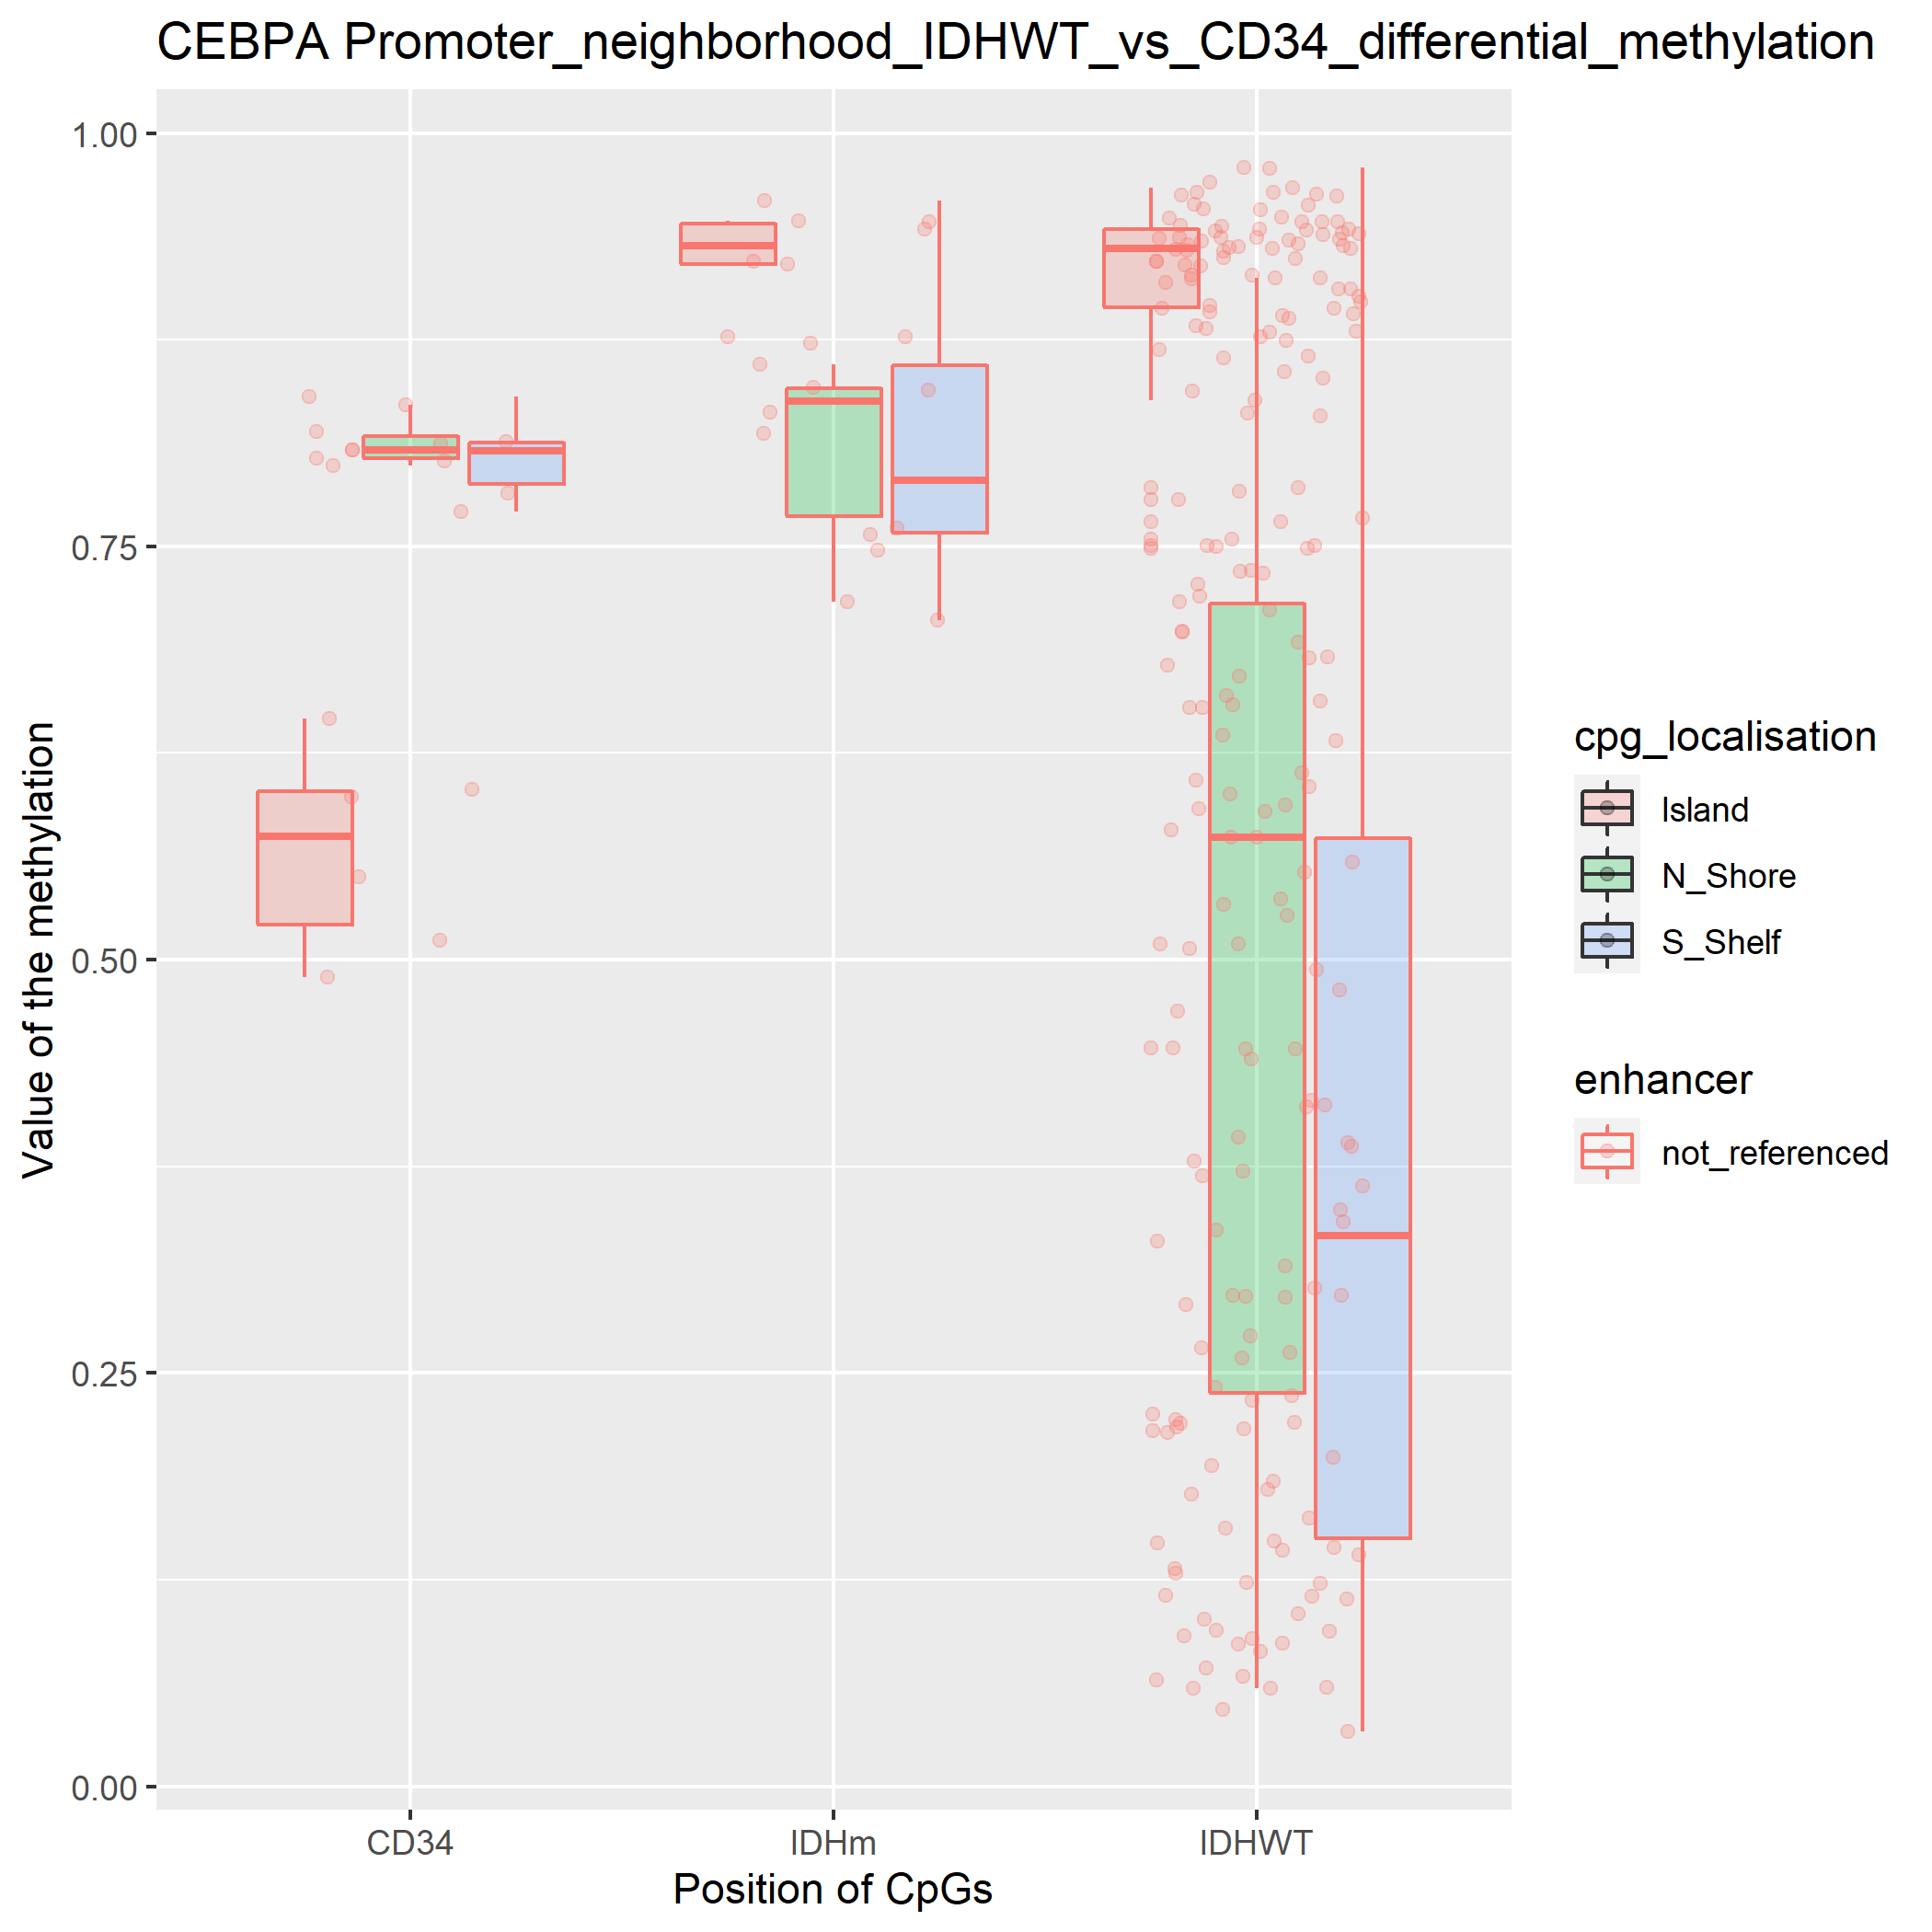 CEBPA Promoter_neighborhood_IDHWT_vs_CD34_differential_methylation
1.00
0.75
0.50
0.25
0.00
Value of the methylation
CD34
IDHm
IDHWT
Position of CpGs
cpg_localisation
Island
N_Shore
S_Shelf
enhancer
not_referenced